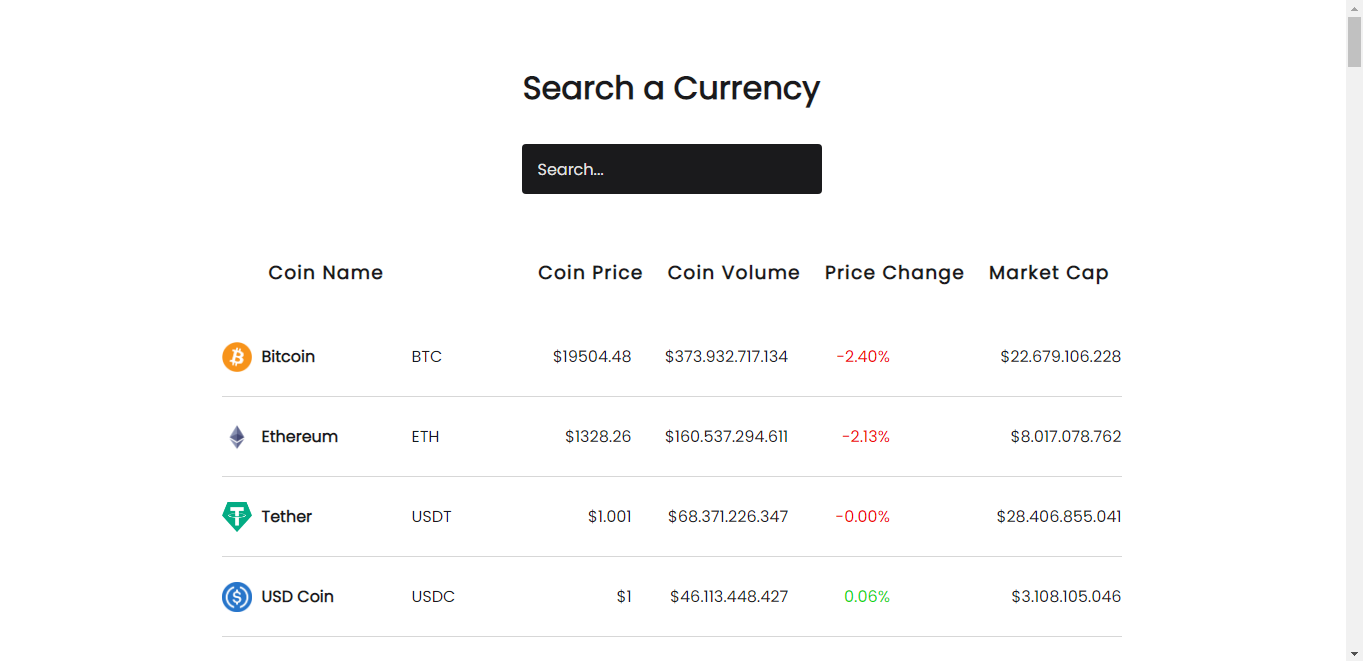 Search a Currency
Search...
Coin Name Coin Price Coin Volume Price Change Market Cap
Bitcoin BTC $19504.48 $373.932.717.134 -2.40% $22.679.106.228
Ethereum ETH $1328.26 $160.537.294.611 -2.13% $8.017.078.762
Tether USDT $1.001 $68.371.226.347 -0.00% $28.406.855.041
USD Coin USDC $1 $46.113.448.427 0.06% $3.108.105.046